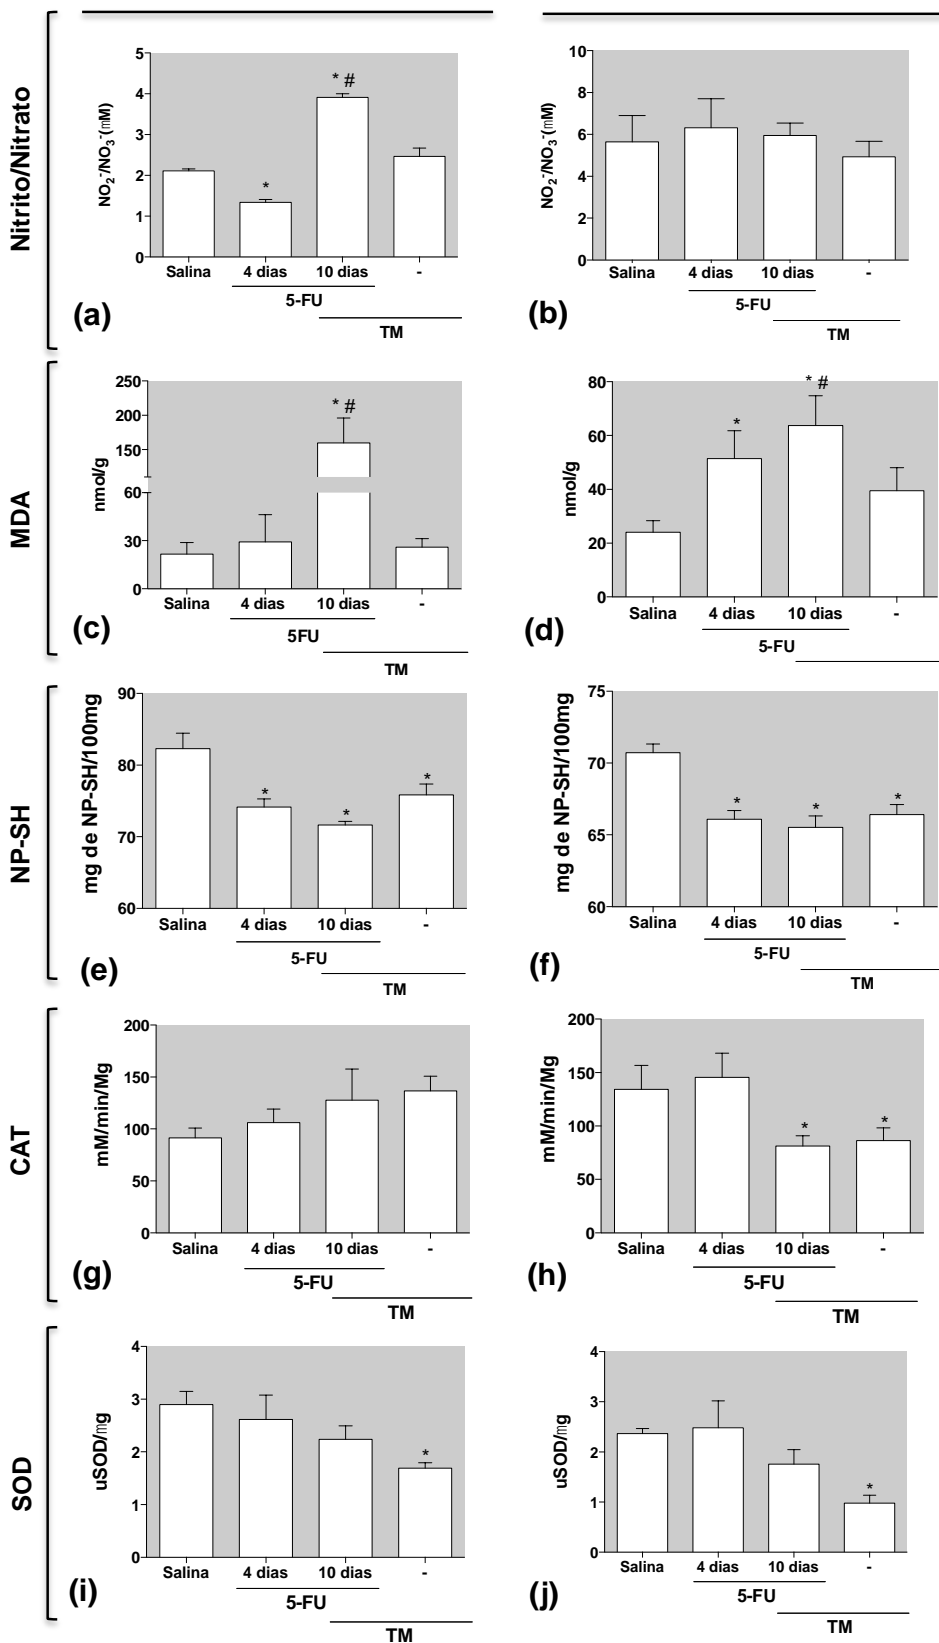 Nitrito/Nitrato
NO2-/NO3-(mM)
5
4
3
2
1
0
*
* #
Salina
4 dias
10 dias
-
5-FU
TM
(a)
NO2-/NO3-(mM)
10
8
6
4
2
0
Salina
4 dias
10 dias
-
5-FU
TM
(b)
MDA
nmol/g
250
200
150
100
60
30
0
* #
Salina
4 dias
10 dias
-
5FU
TM
(c)
nmol/g
80
60
40
20
0
*
* #
Salina
4 dias
10 dias
-
5-FU
TM
(d)
NP-SH
mg de NP-SH/100mg
90
80
70
60
*
*
*
Salina
4 dias
10 dias
-
5-FU
TM
(e)
mg de NP-SH/100mg
75
70
65
60
*
*
*
Salina
4 dias
10 dias
-
5-FU
TM
(f)
CAT
mM/min/Mg
200
150
100
50
0
Salina
4 dias
10 dias
-
5-FU
TM
(g)
mM/min/Mg
200
150
100
50
0
*
*
Salina
4 dias
10 dias
-
5-FU
TM
(h)
SOD
uSOD/mg
4
3
2
1
0
*
Salina
4 dias
10 dias
-
5-FU
TM
(i)
uSOD/mg
4
3
2
1
0
*
Salina
4 dias
10 dias
-
5-FU
TM
(j)